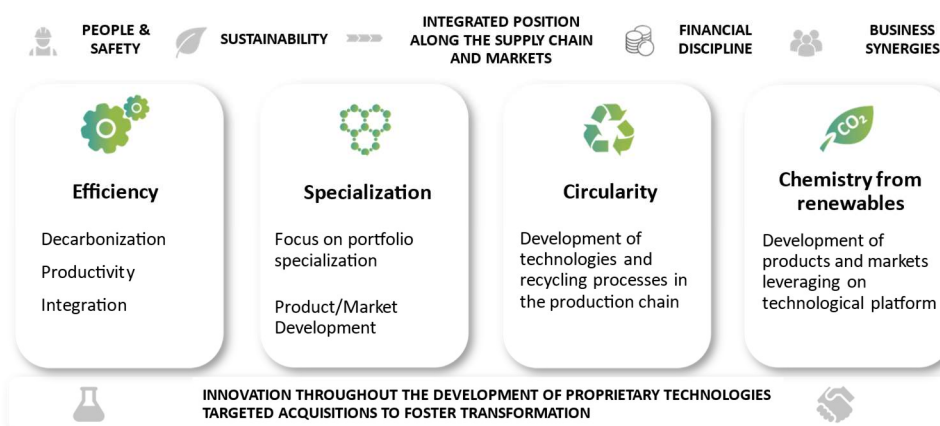 PEOPLE &
SAFETY
SUSTAINABILITY
INTEGRATED POSITION
ALONG THE SUPPLY CHAIN
AND MARKETS
FINANCIAL
DISCIPLINE
BUSINESS
SYNERGIES
Efficiency
Decarbonization
Productivity
Integration
Specialization
Focus on portfolio
specialization
Product/Market
Development
Circularity
Development of
technologies and
recycling processes in
the production chain
CO₂
Chemistry from
renewables
Development of
products and markets
leveraging on
technological platform
INNOVATION THROUGHOUT THE DEVELOPMENT OF PROPRIETARY TECHNOLOGIES
TARGETED ACQUISITIONS TO FOSTER TRANSFORMATION